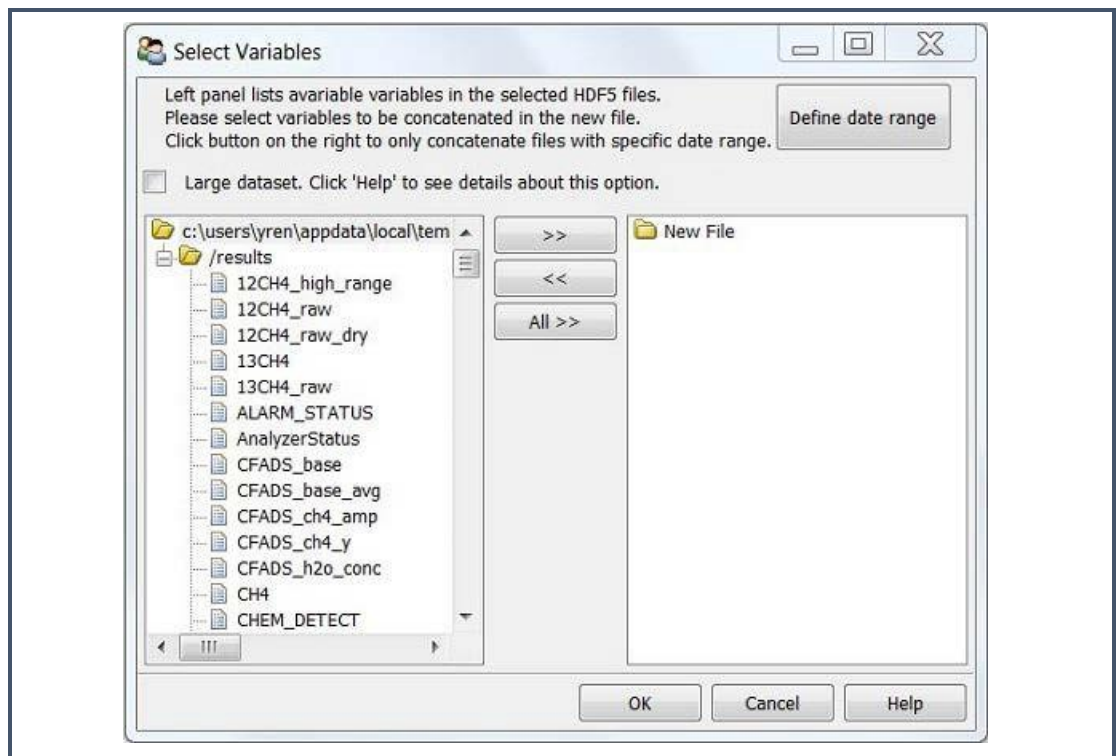 Select Variables
Left panel lists avariable variables in the selected HDF5 files.
Please select variables to be concatenated in the new file.
Click button on the right to only concatenate files with specific date range.
Define date range
Large dataset. Click 'Help' to see details about this option.
c:\users\yren\appdata\local\tem
/results
12CH4_high_range
12CH4_raw
12CH4_raw_dry
13CH4
13CH4_raw
ALARM_STATUS
AnalyzerStatus
CFADS_base
CFADS_base_avg
CFADS_ch4_amp
CFADS_ch4_y
CFADS_h2o_conc
CH4
CHEM_DETECT
>>
<<
All >>
New File
OK
Cancel
Help